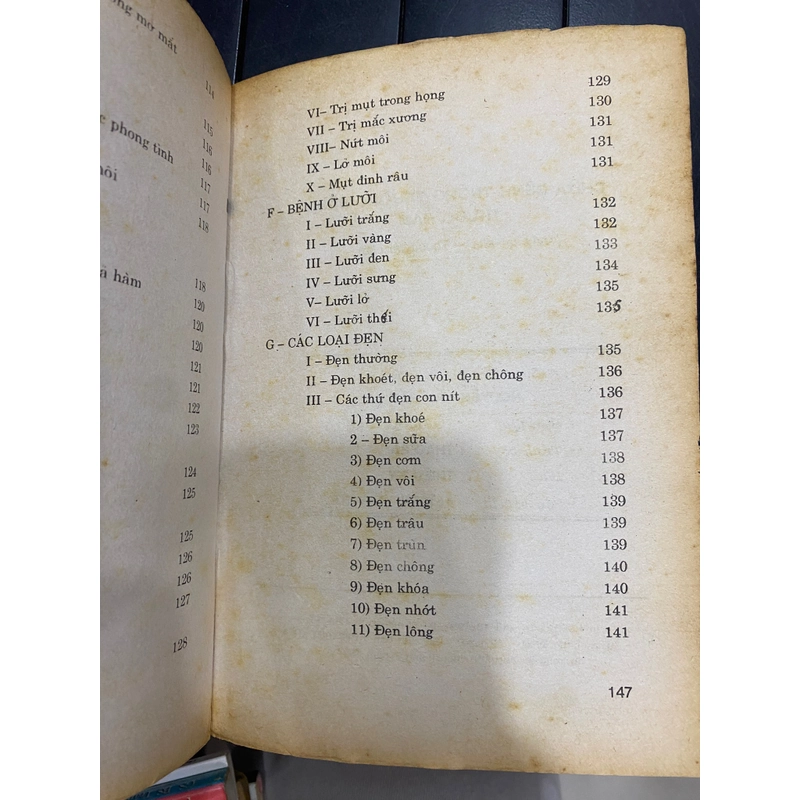 114
115
116
phong tình
116
117
117
118
hàm
118
120
120
120
121
121
122
123
124
125
125
126
126
127
128
VI– Trị mụt trong họng 129
VII – Trị mắc xương 130
VIII– Nứt môi 131
IX – Lở môi 131
X – Mụt đinh râu 131
F – BỆNH Ở LƯỠI
I – Lưỡi trắng 132
II – Lưỡi vàng 132
III – Lưỡi đen 133
IV – Lưỡi sưng 134
V– Lưỡi lở 135
VI – Lưỡi thối 135
G – CÁC LOẠI ĐẸN
I – Đẹn thường 135
II – Đẹn khoét, đẹn vôi, đẹn chông 136
III – Các thứ đẹn con nít 136
1) Đẹn khoé 137
2 – Đẹn sữa 137
3) Đẹn cơm 138
4) Đẹn vôi 138
5) Đẹn trắng 139
6) Đẹn trâu 139
7) Đẹn trùn 139
8) Đẹn chông 140
9) Đẹn khóa 140
10) Đẹn nhớt 141
11) Đẹn lông 141
147